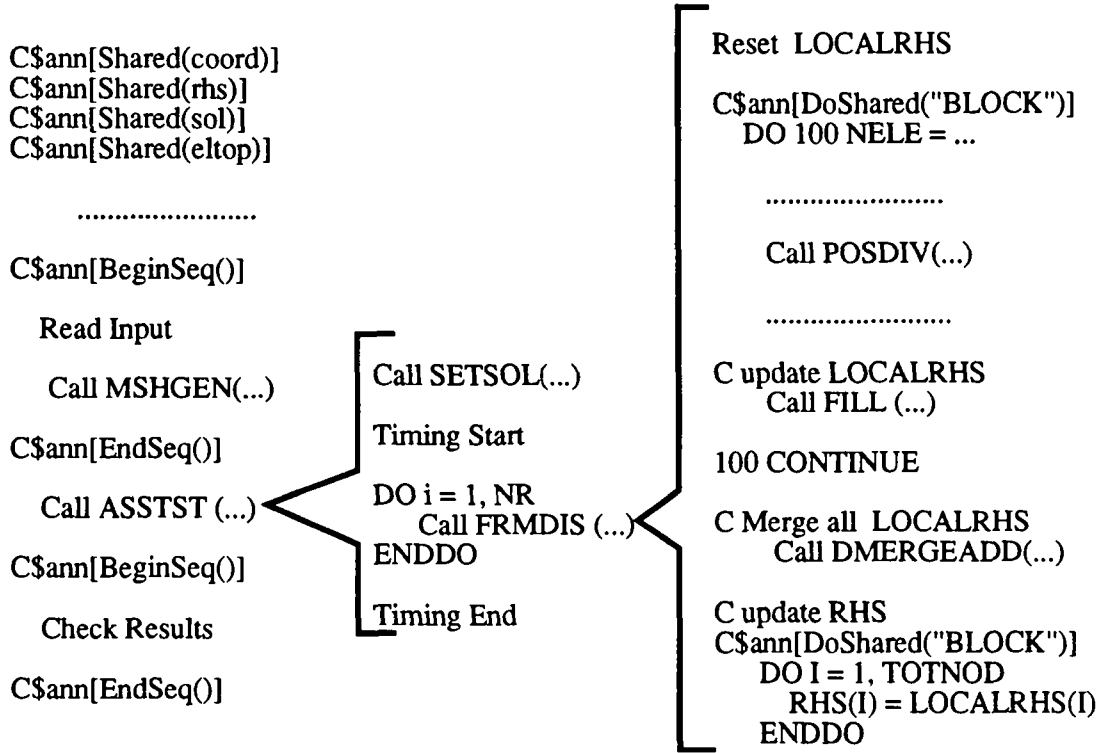 C$ann[Shared(coord)]
C$ann[Shared(rhs)]
C$ann[Shared(sol)]
C$ann[Shared(eltop)]
........................
C$ann[BeginSeq()]
Read Input
Call MSHGEN(...)
C$ann[EndSeq()]
Call ASSTST (...)
C$ann[BeginSeq()]
Check Results
C$ann[EndSeq()]
Call SETSOL(...)
Timing Start
DO i = 1, NR
Call FRMDIS (...)
ENDDO
Timing End
Reset LOCALRHS
C$ann[DoShared("BLOCK")]
DO 100 NELE = ...
........................
Call POSDIV(...)
.........................
C update LOCALRHS
Call FILL (...)
100 CONTINUE
C Merge all LOCALRHS
Call DMERGEADD(...)
C update RHS
C$ann[DoShared("BLOCK")]
DO I = 1, TOTNOD
RHS(I) = LOCALRHS(I)
ENDDO